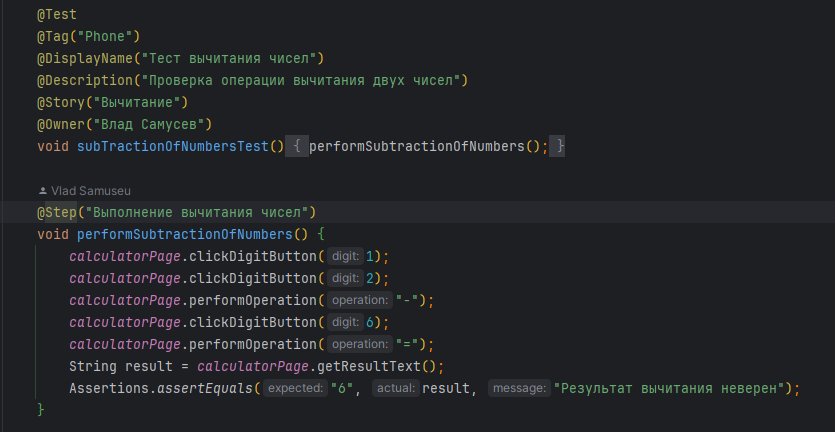 @Test
@Tag("Phone")
@DisplayName("Тест вычитания чисел")
@Description("Проверка операции вычитания двух чисел")
@Story("Вычитание")
@Owner("Влад Самусев")
void subTractionOfNumbersTest() { performSubtractionOfNumbers(); }
Vlad Samuseu
@Step("Выполнение вычитания чисел")
void performSubtractionOfNumbers() {
calculatorPage.clickDigitButton( digit: 1);
calculatorPage.clickDigitButton( digit: 2);
calculatorPage.performOperation( operation: "-");
calculatorPage.clickDigitButton( digit: 6);
calculatorPage.performOperation( operation: "=");
String result = calculatorPage.getResultText();
Assertions.assertEquals( expected: "6", actual: result, message: "Результат вычитания неверен");
}